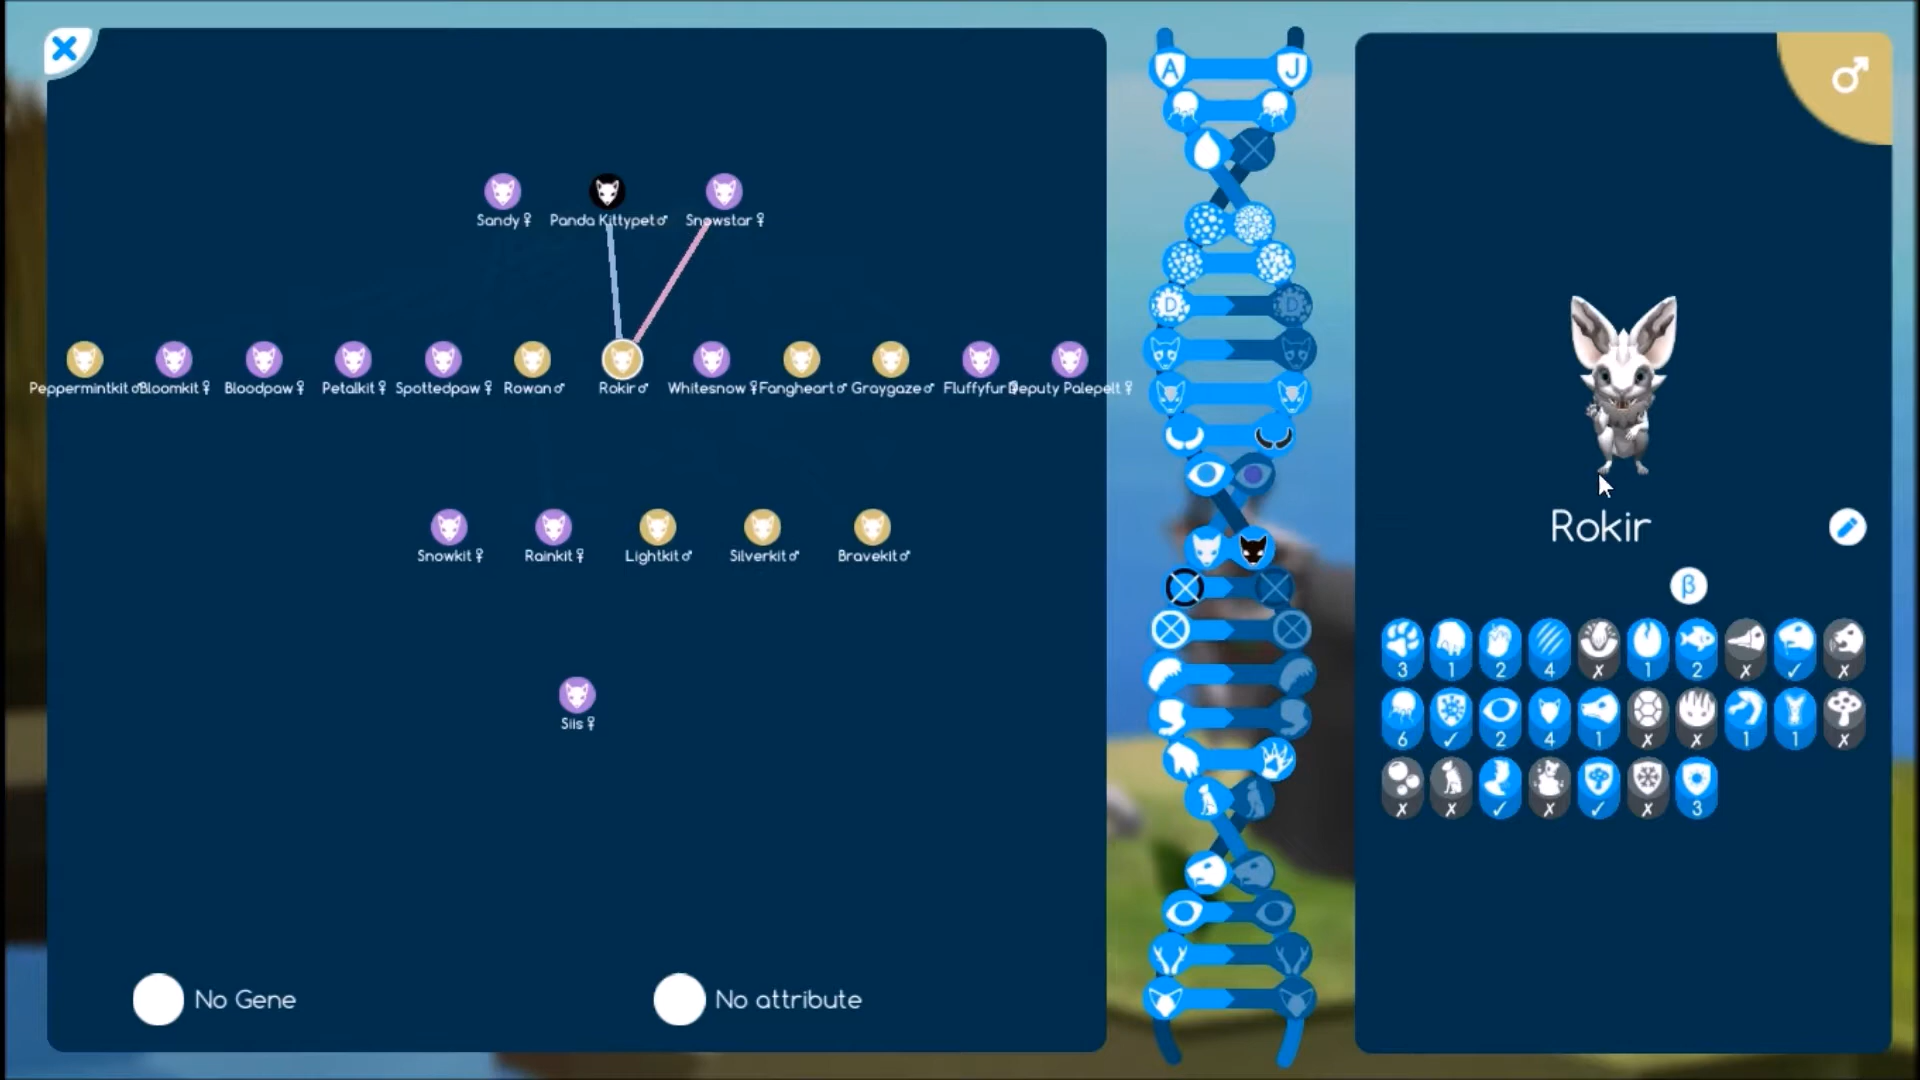 A J
Sandy♀ Panda Kittypet♂ Snowstar♀
D D
Peppermintkit♂ Bloomkit♀ Bloodpaw♀ Petalkit♀ Spottedpaw♀ Rowan♂ Rokir♂ Whitesnow♀ Fangheart♂ Graygaze♂ Fluffyfur♀ Deputy Palepelt♀
Rokir
Snowkit♀ Rainkit♀ Lightkit♂ Silverkit♂ Bravekit♂
β
3 1 2 4 x 1 2 x ✓ x
Siis♀
6 ✓ 2 4 1 x x 1 1 x
x x ✓ x ✓ x 3
No Gene No attribute